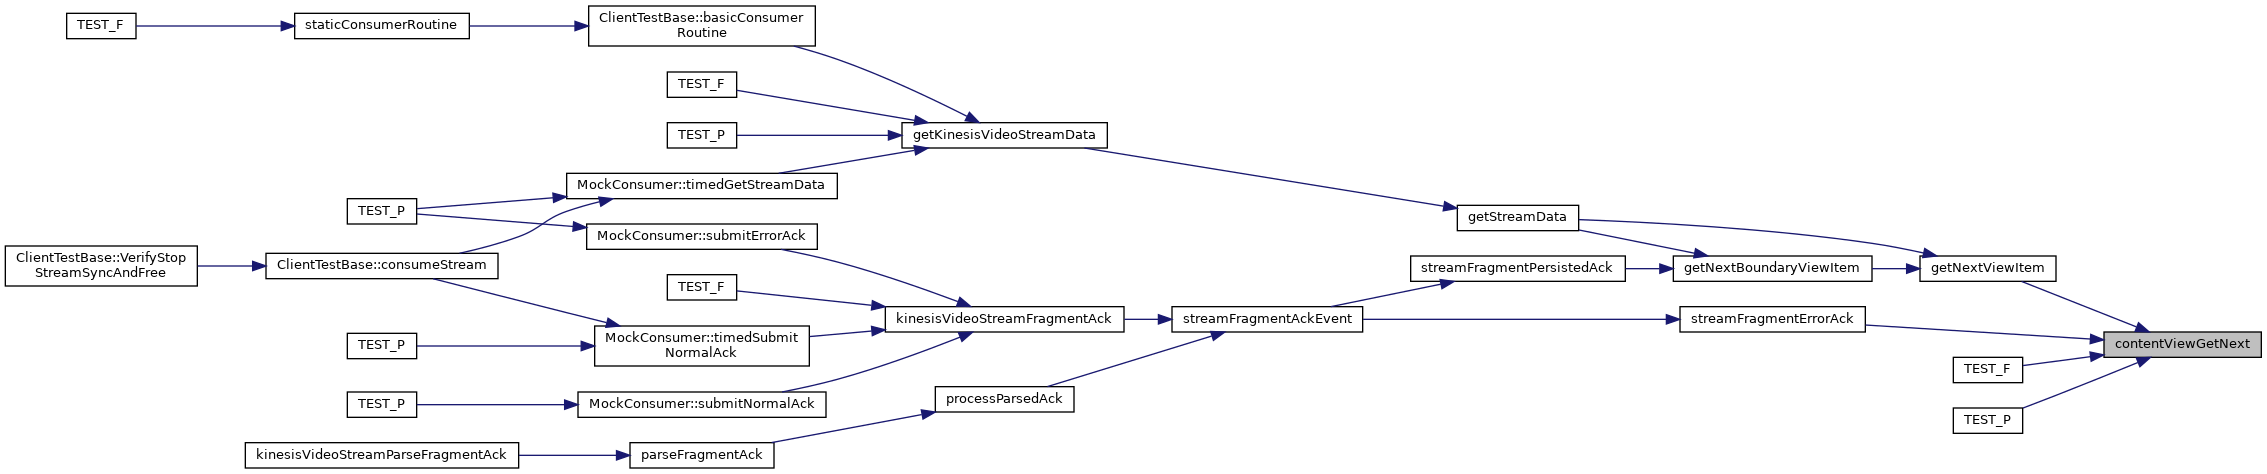 TEST_F
staticConsumerRoutine
ClientTestBase::basicConsumer
Routine
TEST_F
TEST_P
getKinesisVideoStreamData
MockConsumer::timedGetStreamData
TEST_P
getStreamData
MockConsumer::submitErrorAck
ClientTestBase::VerifyStop
StreamSyncAndFree
ClientTestBase::consumeStream
streamFragmentPersistedAck
getNextBoundaryViewItem
getNextViewItem
TEST_F
kinesisVideoStreamFragmentAck
streamFragmentAckEvent
streamFragmentErrorAck
TEST_P
MockConsumer::timedSubmit
NormalAck
contentViewGetNext
TEST_F
TEST_P
MockConsumer::submitNormalAck
processParsedAck
TEST_P
kinesisVideoStreamParseFragmentAck
parseFragmentAck